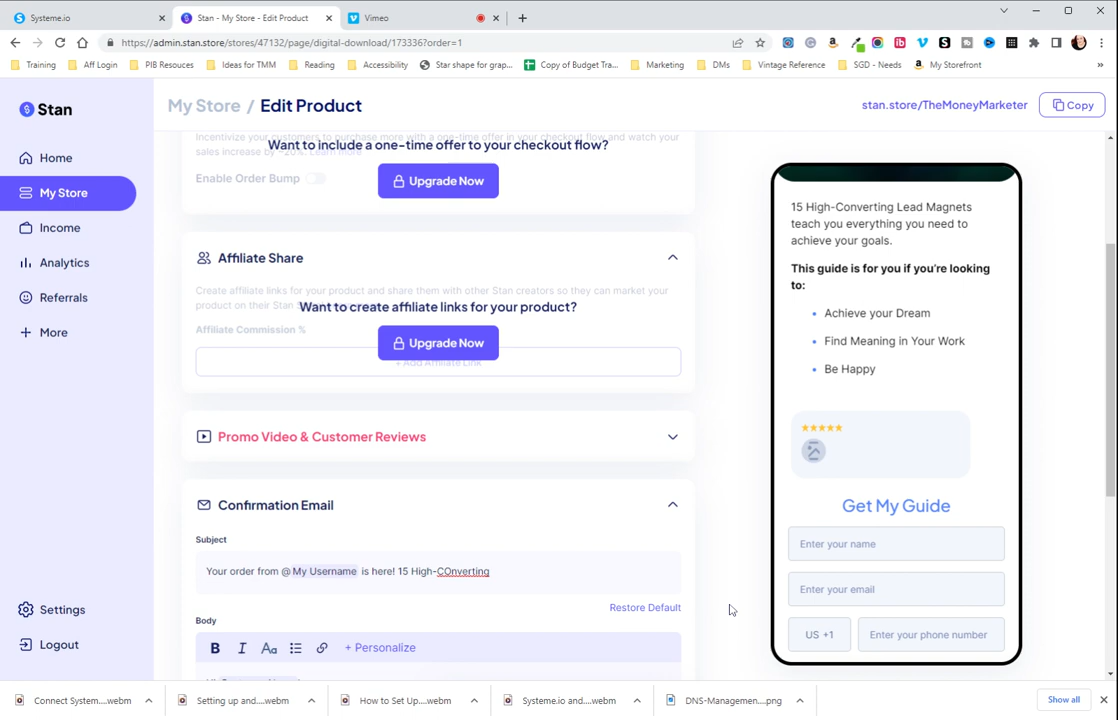 Systeme.io
Stan - My Store - Edit Product
Vimeo
https://admin.stan.store/stores/47132/page/digital-download/173336?order=1
Training
Aff Login
PIB Resouces
Ideas for TMM
Reading
Accessibility
Star shape for grap...
Copy of Budget Tra...
Marketing
DMs
Vintage Reference
SGD - Needs
My Storefront
Stan
My Store / Edit Product
stan.store/TheMoneyMarketer
Copy
Home
My Store
Income
Analytics
Referrals
More
Settings
Logout
Incentivize your customers to purchase more with a one-time offer in your checkout flow and watch your
sales increase by ~20%. Learn more
Want to include a one-time offer to your checkout flow?
Enable Order Bump
Upgrade Now
Affiliate Share
Create affiliate links for your product and share them with other Stan creators so they can market your
product on their Stan
Want to create affiliate links for your product?
Affiliate Commission %
Upgrade Now
+ Add Affiliate Link
Promo Video & Customer Reviews
Confirmation Email
Subject
Your order from @ My Username is here! 15 High-COnverting
Restore Default
Body
B I Aa + Personalize
15 High-Converting Lead Magnets
teach you everything you need to
achieve your goals.
This guide is for you if you're looking
to:
Achieve your Dream
Find Meaning in Your Work
Be Happy
Get My Guide
Enter your name
Enter your email
US +1
Enter your phone number
Connect System....webm
Setting up and....webm
How to Set Up....webm
Systeme.io and....webm
DNS-Managemen....png
Show all